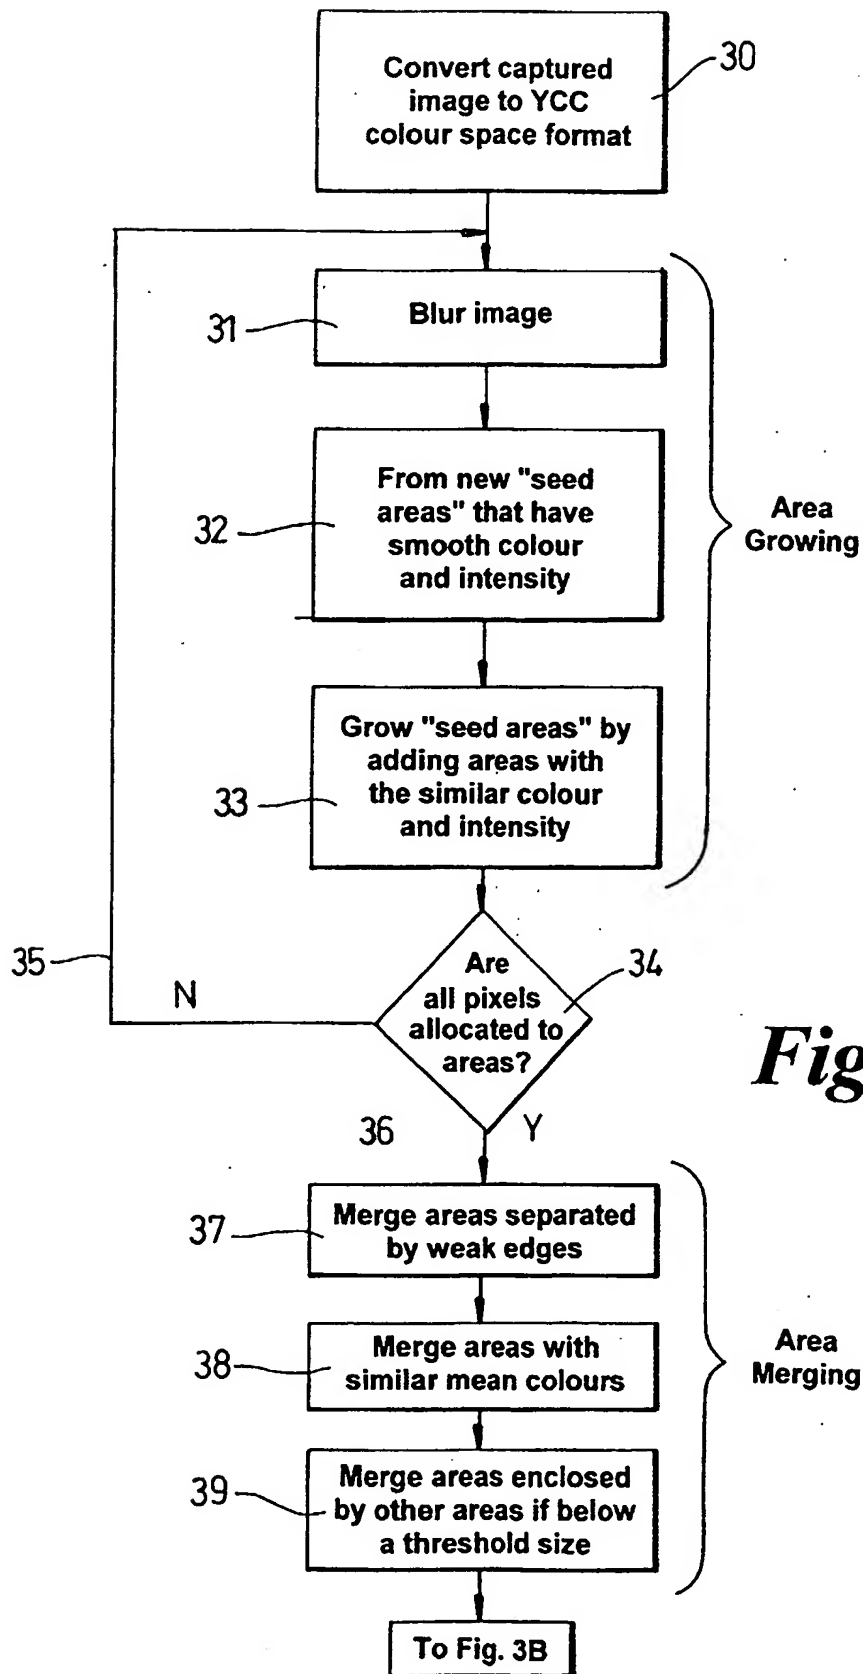 Convert captured
image to YCC
colour space format
30
Blur image
31
From new "seed
areas" that have
smooth colour
and intensity
32
Area
Growing
Grow "seed areas" by
adding areas with
the similar colour
and intensity
33
35
N
Are
all pixels
allocated to
areas?
34
Fig
36
Y
Merge areas separated
by weak edges
37
Merge areas with
similar mean colours
38
Area
Merging
Merge areas enclosed
by other areas if below
a threshold size
39
To Fig. 3B